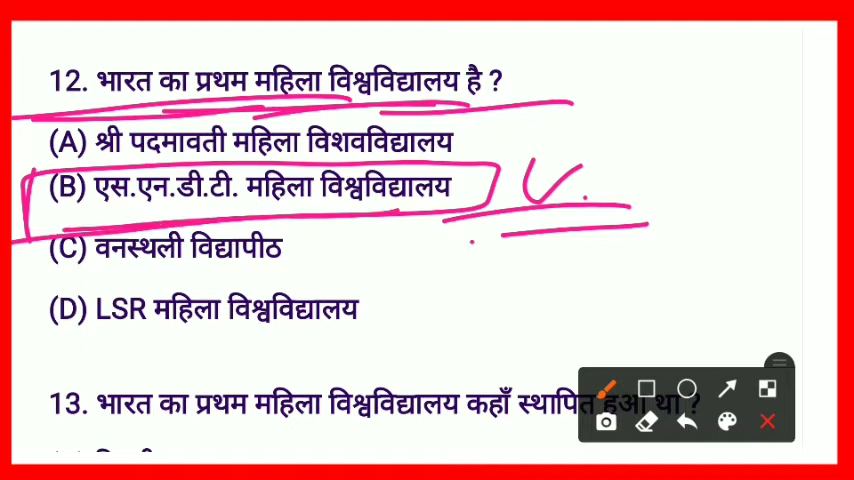 12. भारत का प्रथम महिला विश्वविद्यालय है ?
(A) श्री पदमावती महिला विशवविद्यालय
(B) एस.एन.डी.टी. महिला विश्वविद्यालय
(C) वनस्थली विद्यापीठ
(D) LSR महिला विश्वविद्यालय
13. भारत का प्रथम महिला विश्वविद्यालय कहाँ स्थापित हुआ था ?